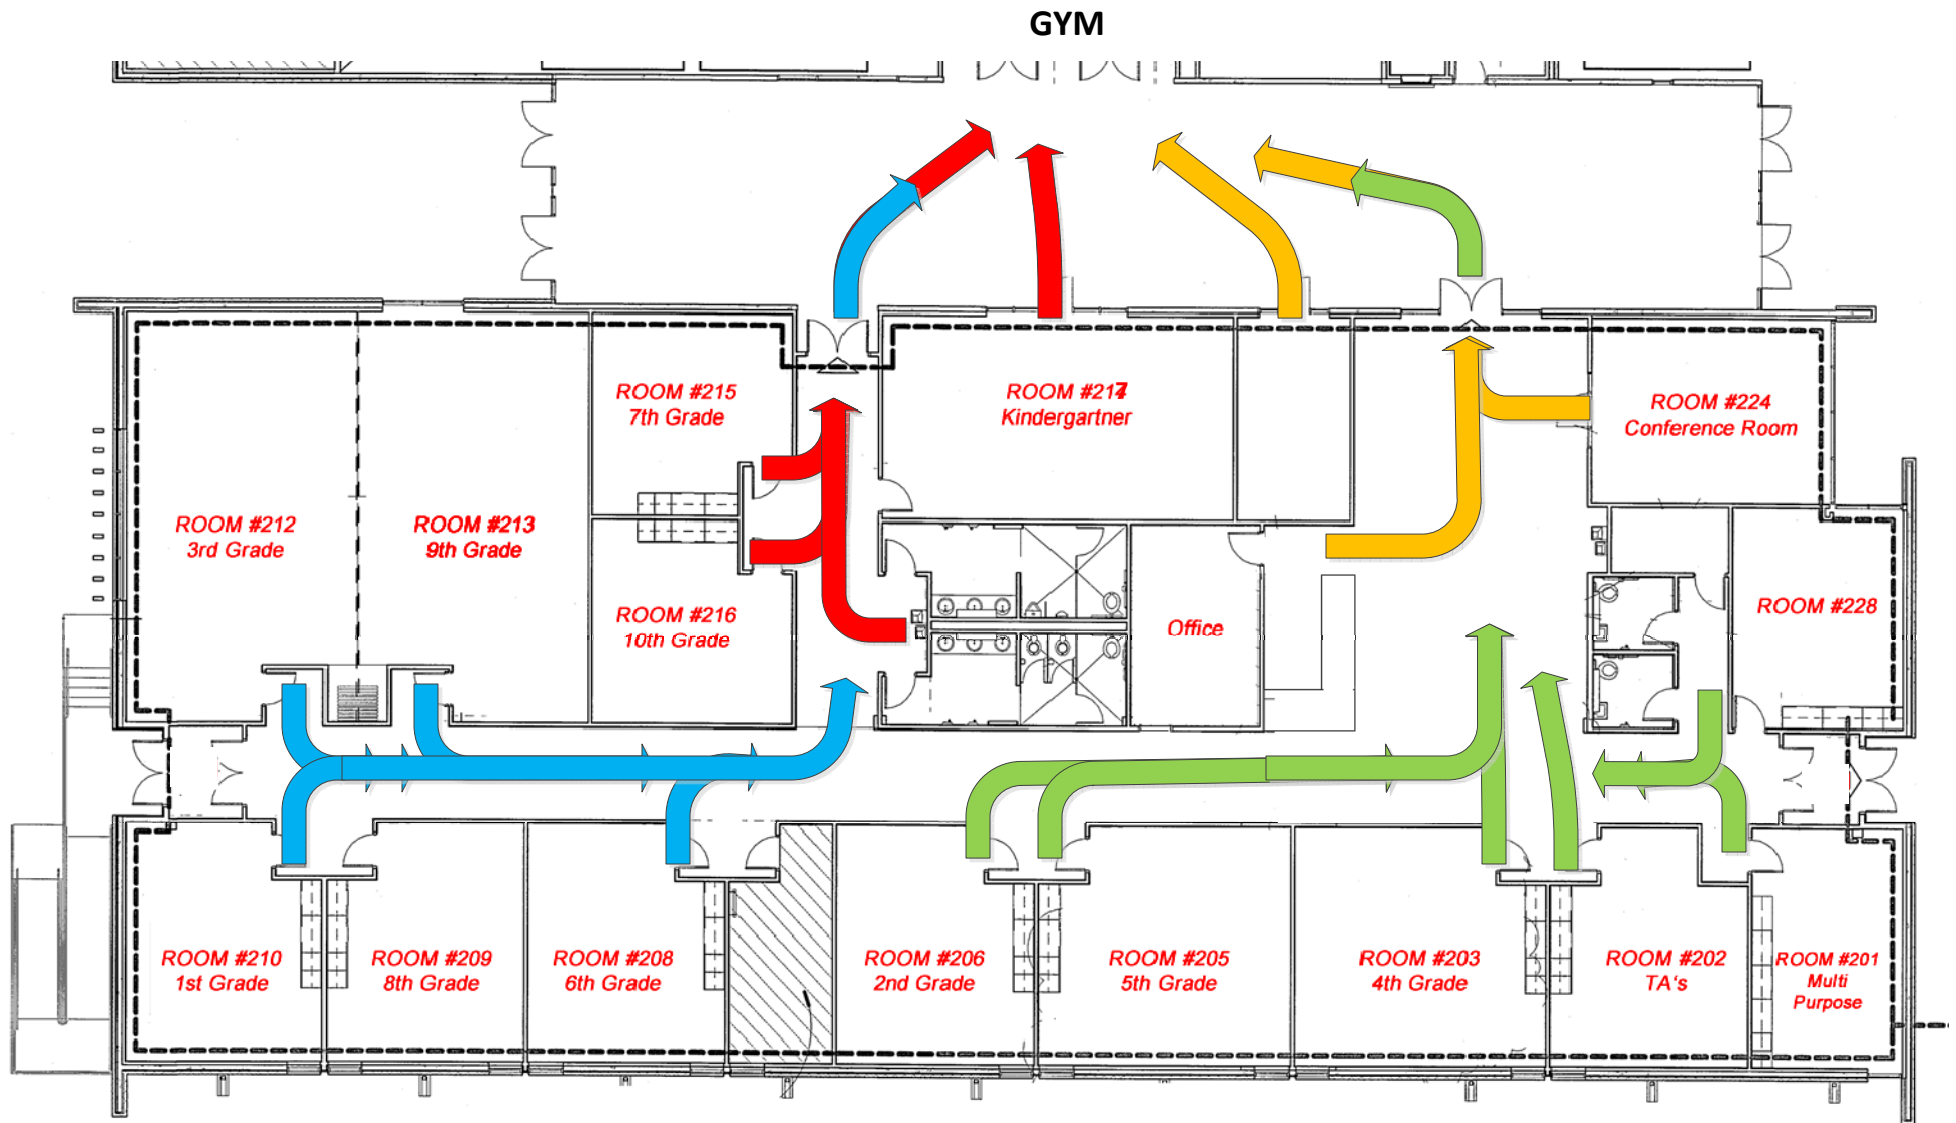 GYM
ROOM #215
7th Grade
ROOM #217
Kindergartner
ROOM #224
Conference Room
ROOM #212
3rd Grade
ROOM #213
9th Grade
ROOM #216
10th Grade
Office
ROOM #228
ROOM #210
1st Grade
ROOM #209
8th Grade
ROOM #208
6th Grade
ROOM #206
2nd Grade
ROOM #205
5th Grade
ROOM #203
4th Grade
ROOM #202
TA's
ROOM #201
Multi
Purpose